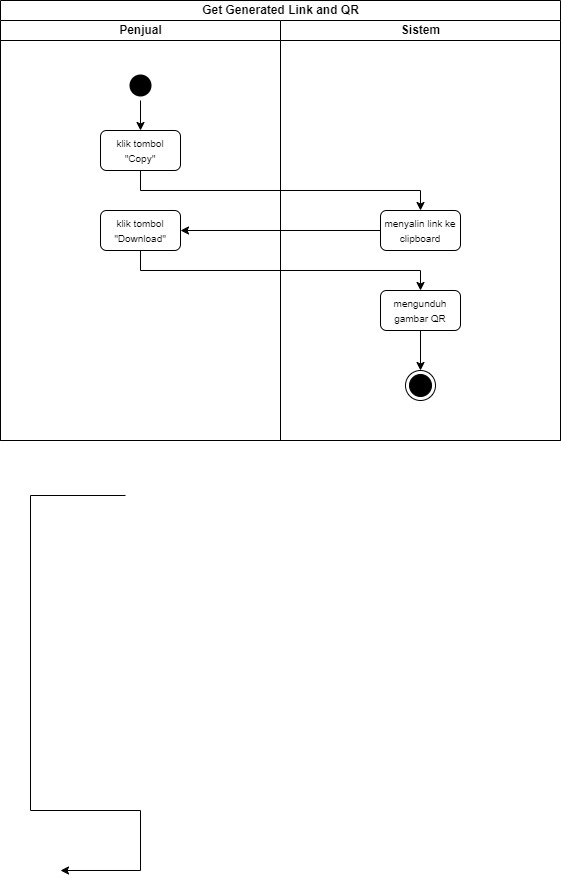 Get Generated Link and QR
Penjual
Sistem
klik tombol
"Copy"
menyalin link ke
clipboard
klik tombol
"Download"
mengunduh
gambar QR